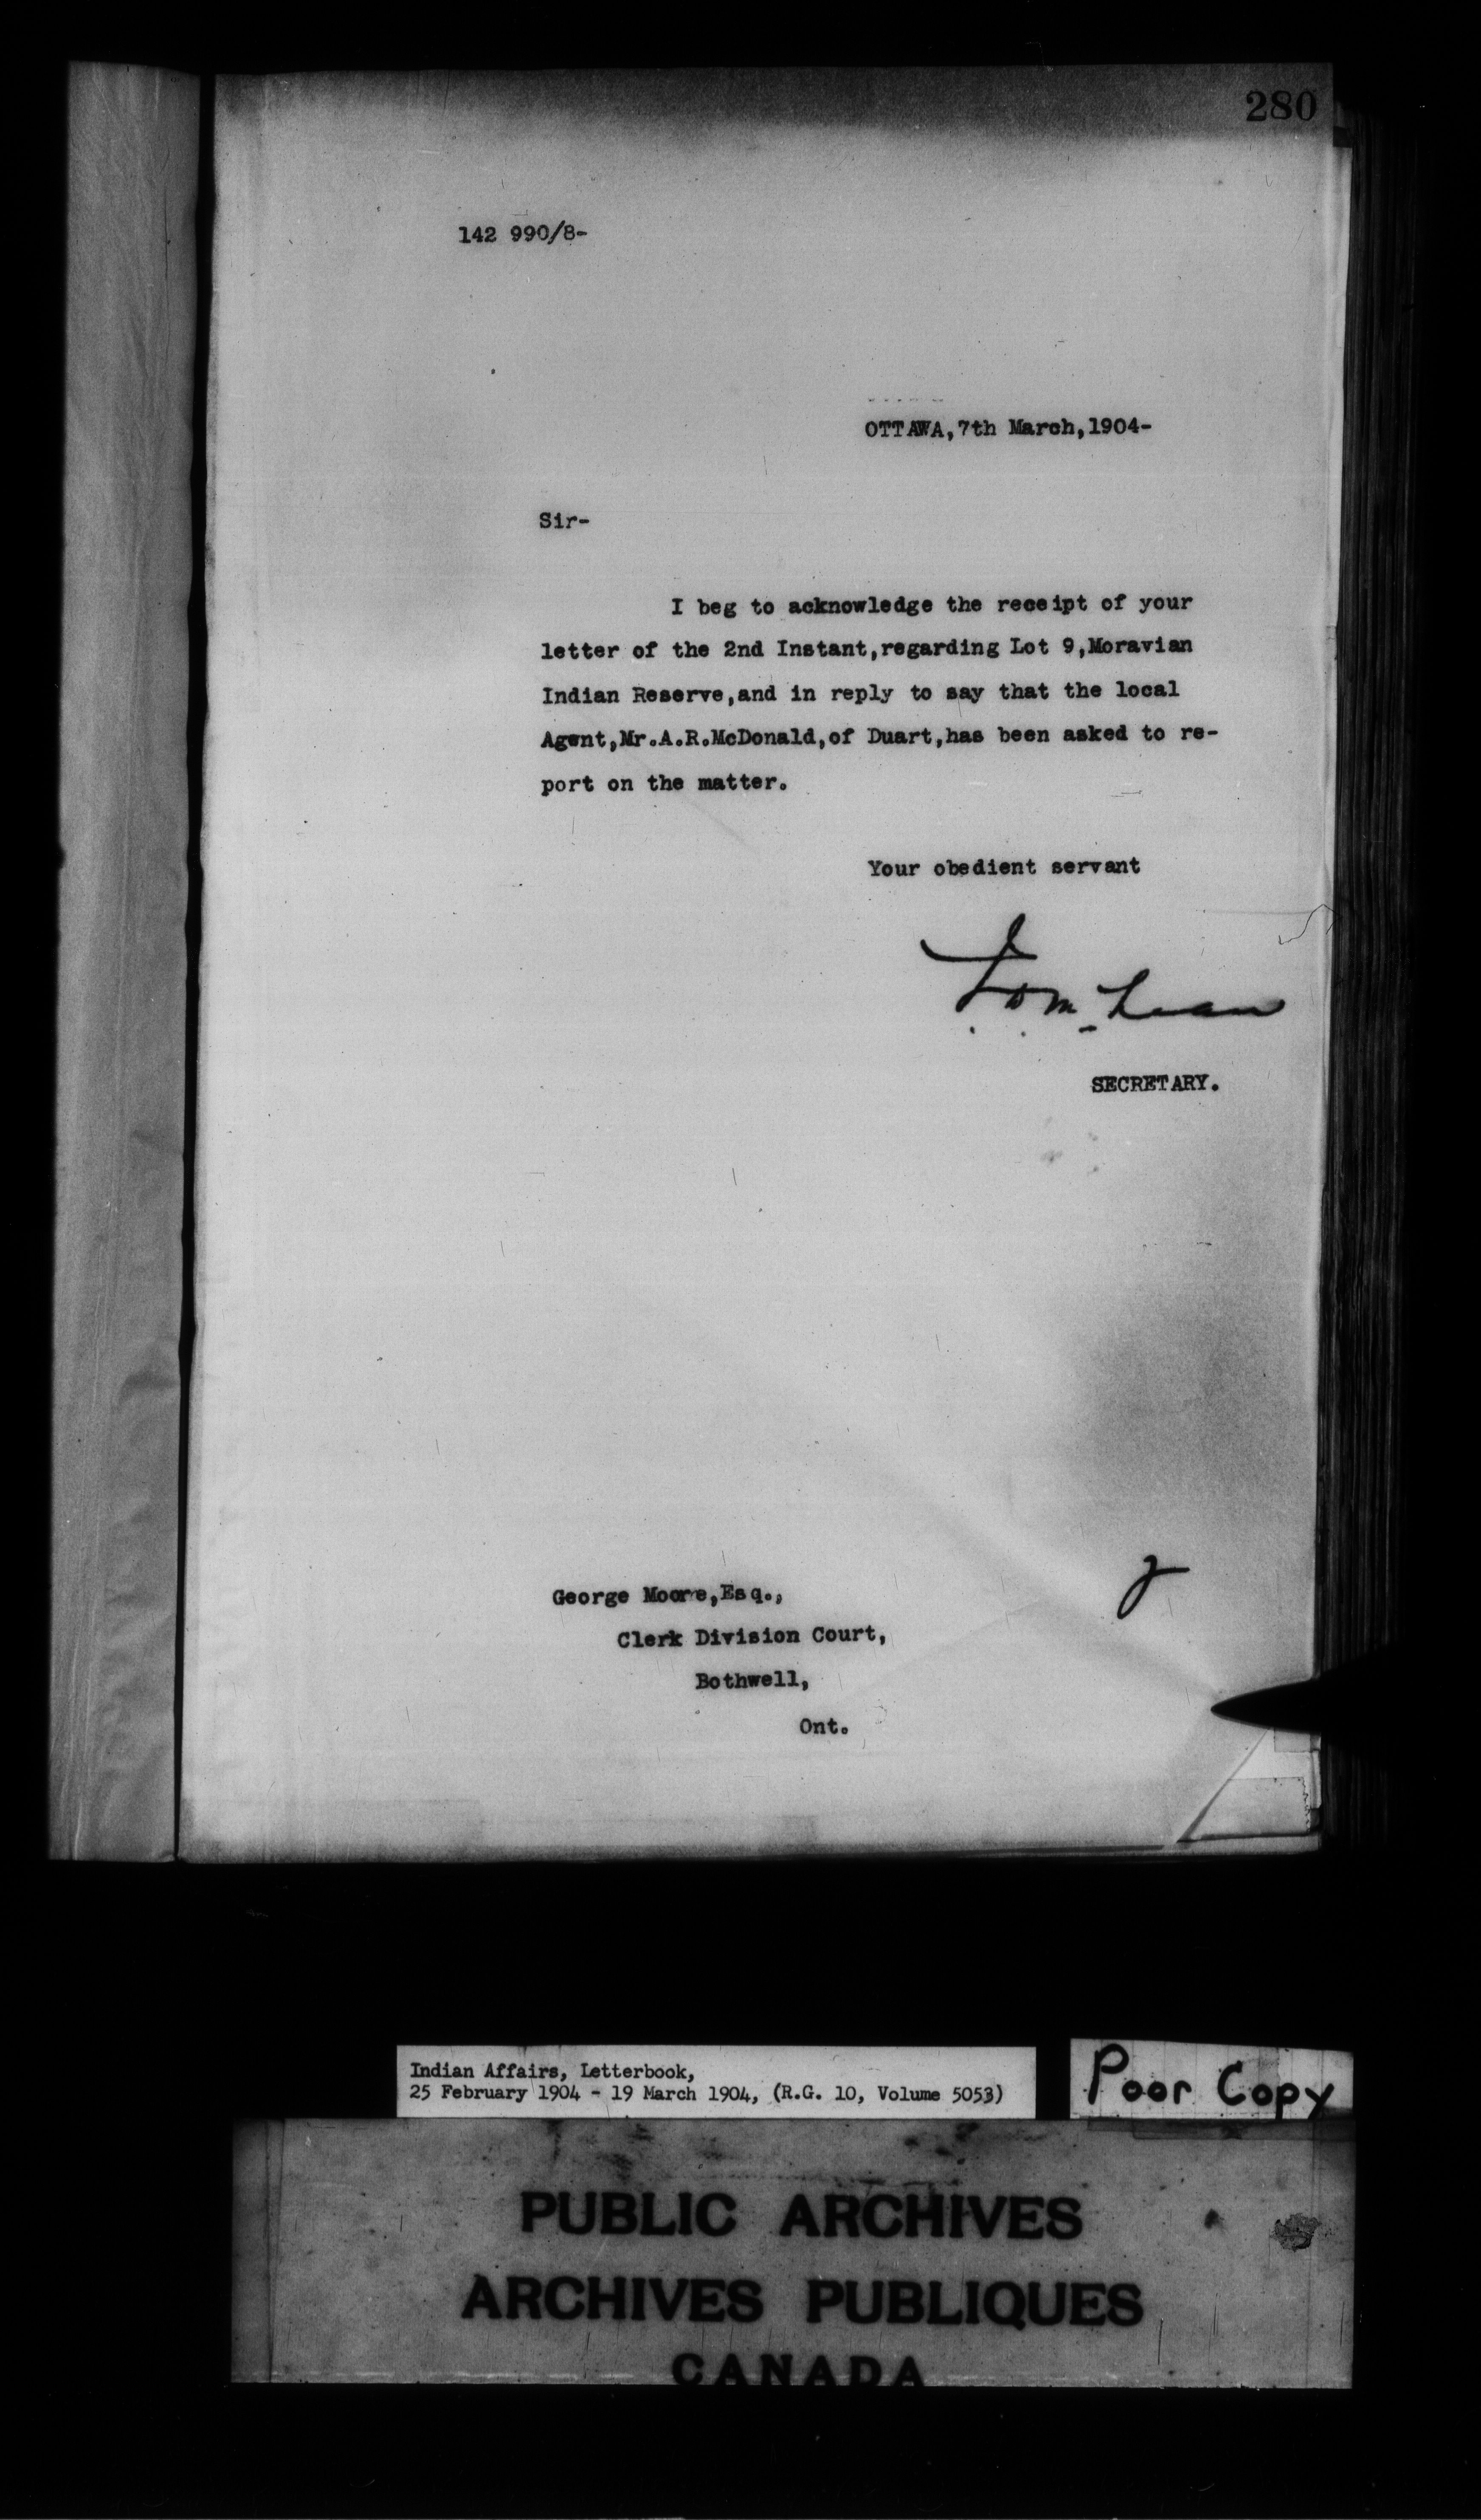 280
142 990/8-
OTTAWA,7th March,1904-
Sir-
I beg to acknowledge the receipt of your
letter of the 2nd Instant,regarding Lot 9,Moravian
Indian Reserve,and in reply to say that the local
Agent,Mr.A.R.McDonald,of Duart,has been asked to re-
port on the matter.
Your obedient servant
J.D. McLean
SECRETARY.
George Moore,Esq.,
Clerk Division Court,
Bothwell,
Ont.
Indian Affairs, Letterbook,
25 February 1904 - 19 March 1904, (R.G. 10, Volume 5053)
Poor Copy
PUBLIC ARCHIVES
ARCHIVES PUBLIQUES
CANADA